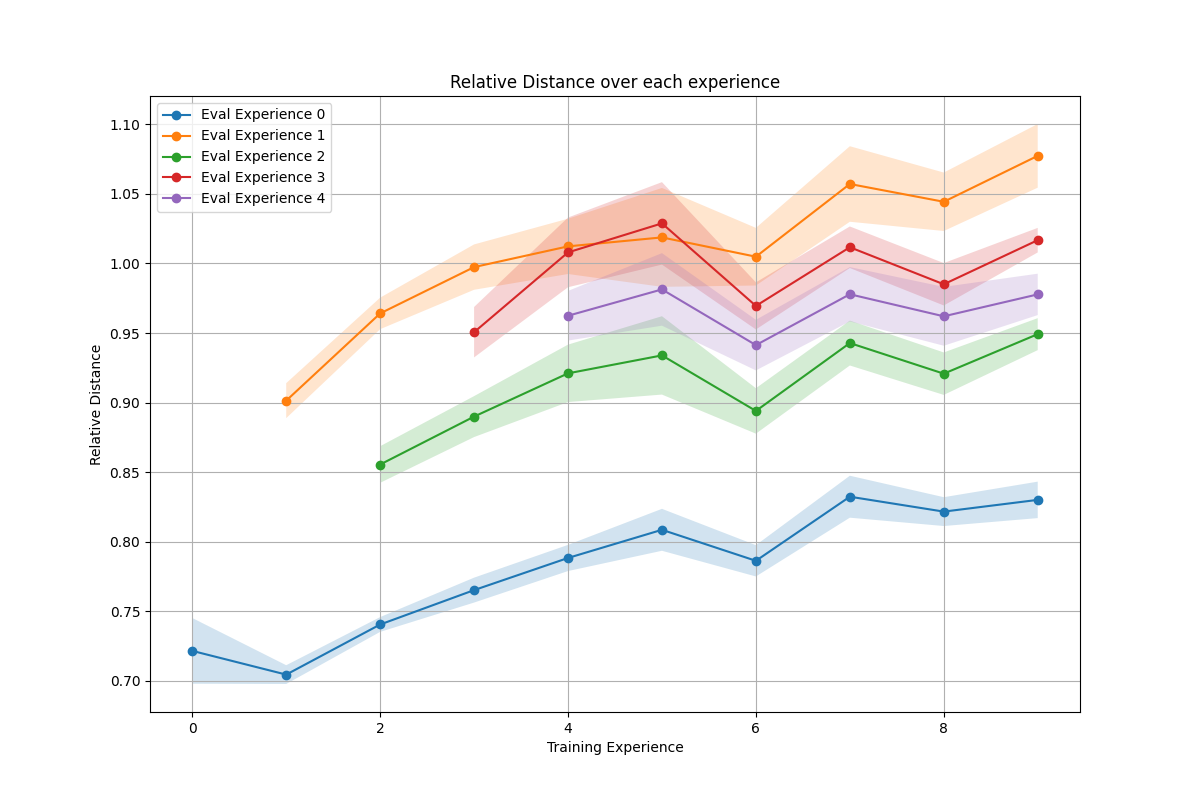 Relative Distance over each experience
Eval Experience 0
Eval Experience 1
Eval Experience 2
Eval Experience 3
Eval Experience 4
1.10
1.05
1.00
0.95
0.90
0.85
0.80
0.75
0.70
Relative Distance
0 2 4 6 8
Training Experience